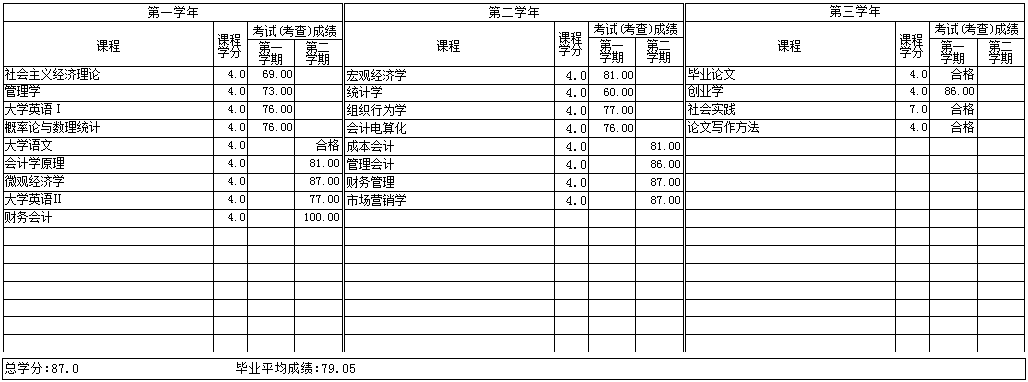 第一学年 第二学年 第三学年
课程 课程学分 考试(考查)成绩 课程 课程学分 考试(考查)成绩 课程 课程学分 考试(考查)成绩
第一学期 第二学期 第一学期 第二学期 第一学期 第二学期
社会主义经济理论 4.0 69.00 宏观经济学 4.0 81.00 毕业论文 4.0 合格
管理学 4.0 73.00 统计学 4.0 60.00 创业学 4.0 86.00
大学英语Ⅰ 4.0 76.00 组织行为学 4.0 77.00 社会实践 7.0 合格
概率论与数理统计 4.0 76.00 会计电算化 4.0 76.00 论文写作方法 4.0 合格
大学语文 4.0 合格 成本会计 4.0 81.00
会计学原理 4.0 81.00 管理会计 4.0 86.00
微观经济学 4.0 87.00 财务管理 4.0 87.00
大学英语Ⅱ 4.0 77.00 市场营销学 4.0 87.00
财务会计 4.0 100.00
总学分:87.0 毕业平均成绩:79.05